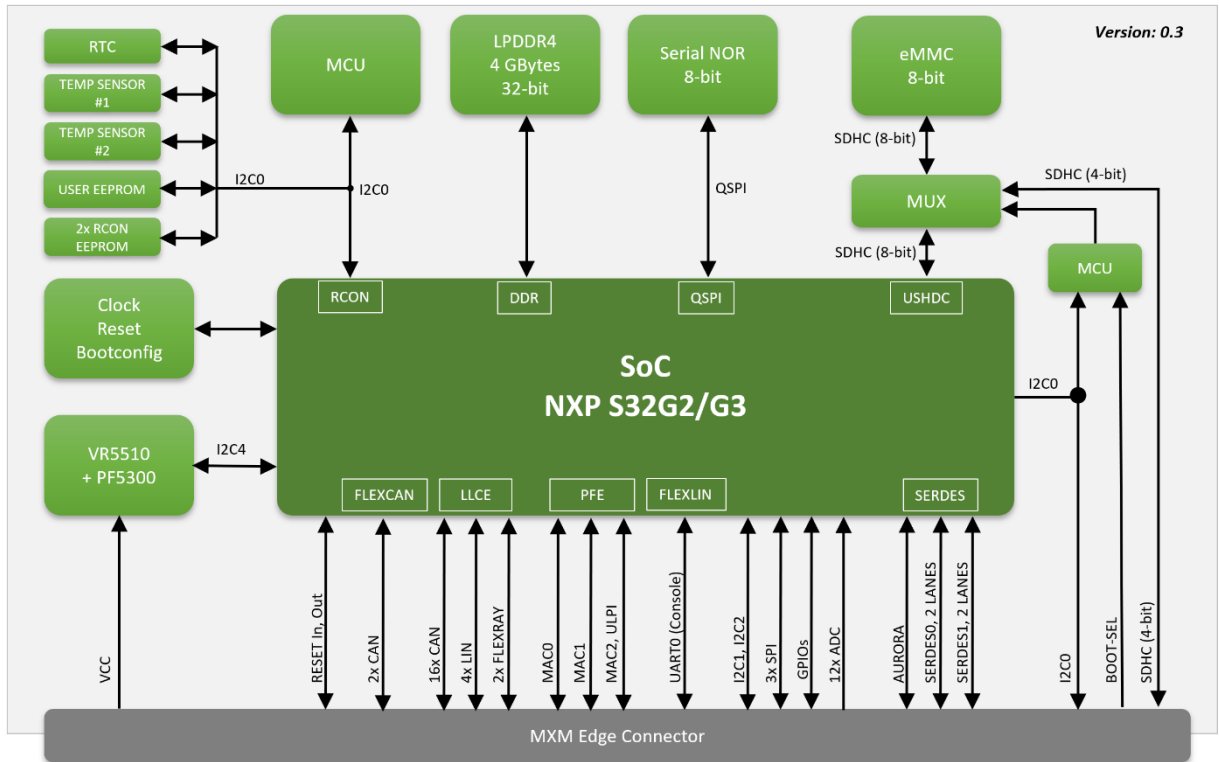 Version: 0.3
RTC
TEMP SENSOR
#1
TEMP SENSOR
#2
USER EEPROM
2x RCON
EEPROM
I2C0
MCU
I2C0
LPDDR4
4 GBytes
32-bit
Serial NOR
8-bit
QSPI
eMMC
8-bit
SDHC (8-bit)
MUX
SDHC (4-bit)
SDHC (8-bit)
MCU
Clock
Reset
Bootconfig
RCON
DDR
QSPI
USHDC
SoC
NXP S32G2/G3
I2C0
VR5510
+ PF5300
I2C4
FLEXCAN
LLCE
PFE
FLEXLIN
SERDES
VCC
RESET In, Out
2x CAN
16x CAN
4x LIN
2x FLEXRAY
MAC0
MAC1
MAC2, ULPI
UART0 (Console)
I2C1, I2C2
3x SPI
GPIOs
12x ADC
AURORA
SERDES0, 2 LANES
SERDES1, 2 LANES
I2C0
BOOT-SEL
SDHC (4-bit)
MXM Edge Connector